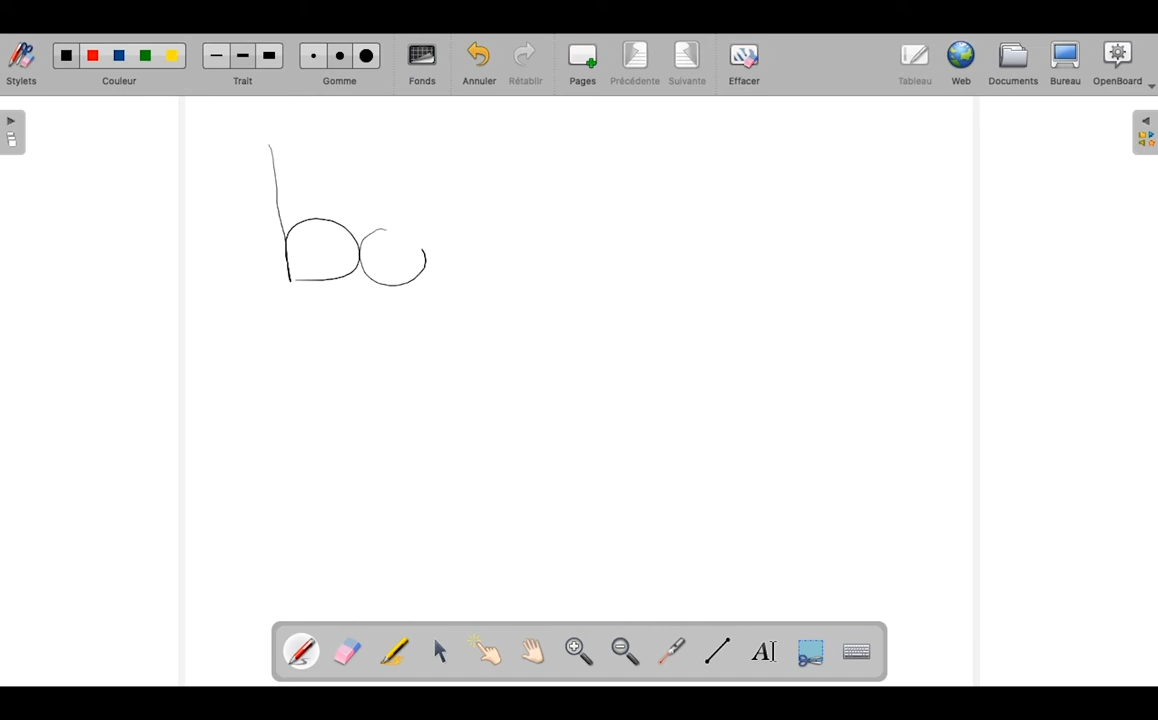 Stylets Couleur Trait Gomme Fonds Annuler Rétablir Pages Précédente Suivante Effacer Tableau Web Documents Bureau OpenBoard
bc
A